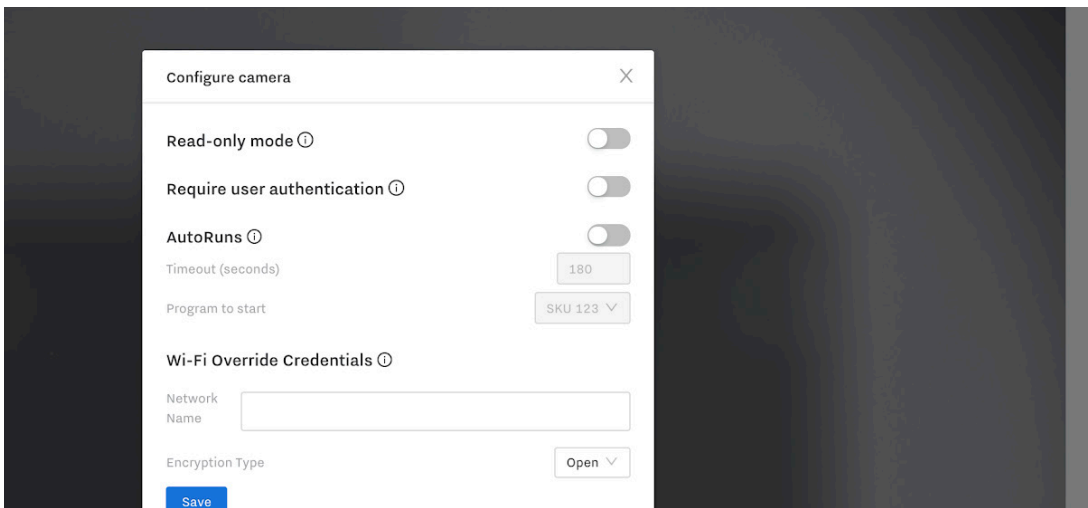 Configure camera
Read-only mode
Require user authentication
AutoRuns
Timeout (seconds)
180
Program to start
SKU 123
Wi-Fi Override Credentials
Network
Name
Encryption Type
Open
Save